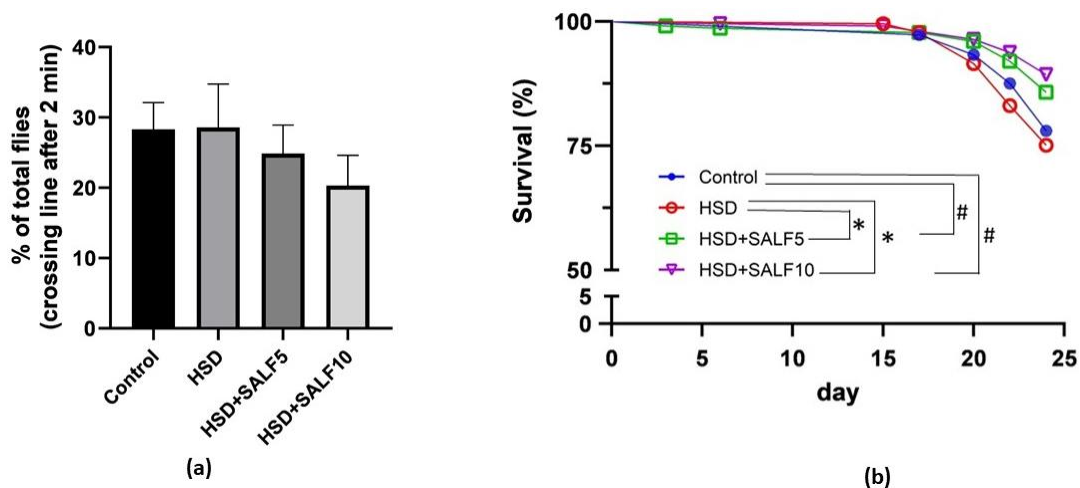 % of total flies
(crossing line after 2 min)
40
30
20
10
0
Control
HSD
HSD+SALF5
HSD+SALF10
(a)
Survival (%)
100
75
50
5
0
0 5 10 15 20 25
day
Control
HSD
HSD+SALF5
HSD+SALF10
*
*
#
#
(b)